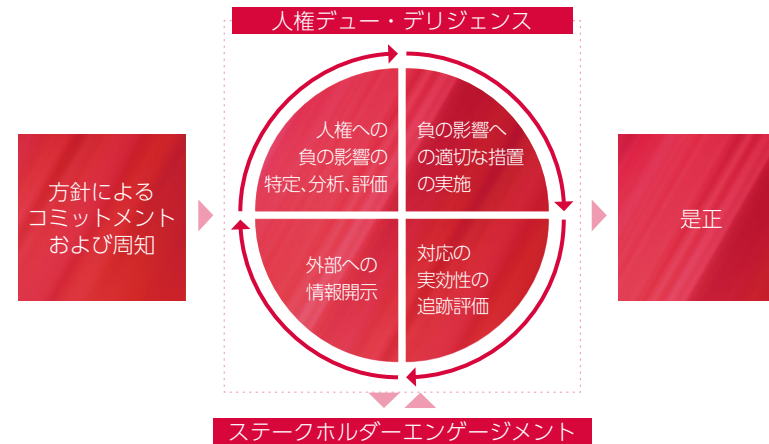 人権デュー・デリジェンス
方針による
コミットメント
および周知
人権への
負の影響の
特定、分析、評価
負の影響へ
の適切な措置
の実施
外部への
情報開示
対応の
実効性の
追跡評価
是正
ステークホルダーエンゲージメント